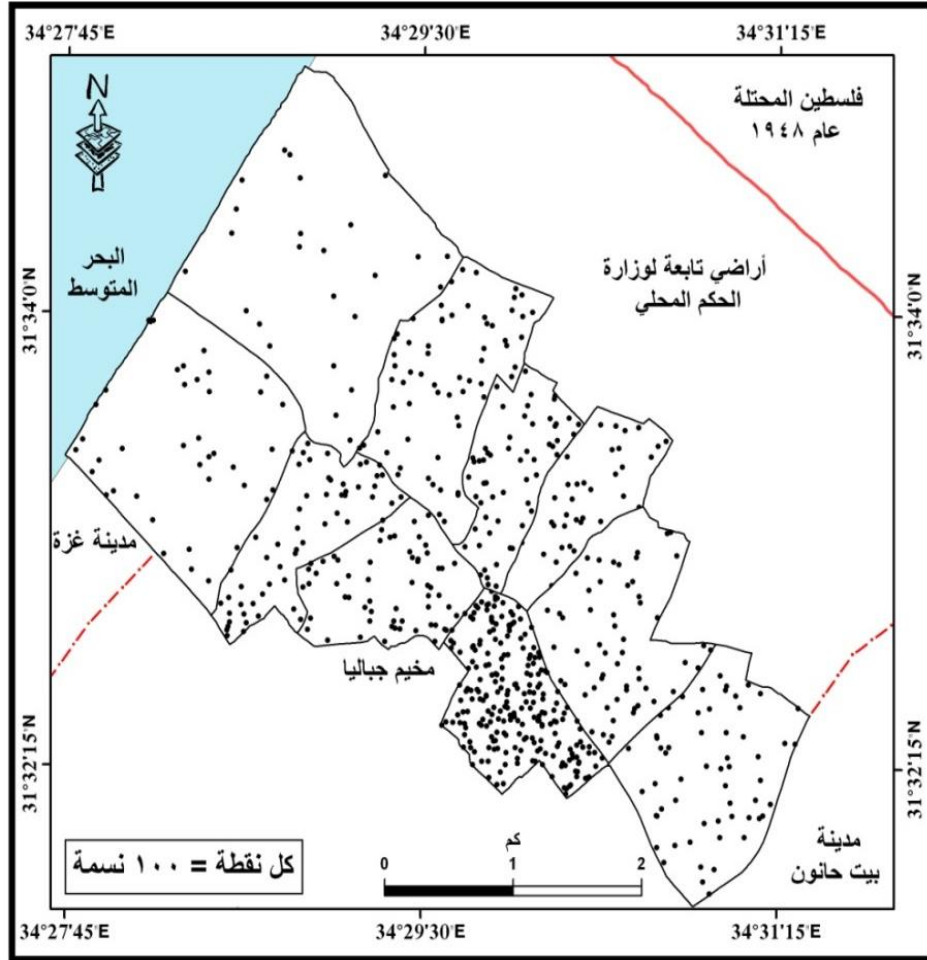 34°27'45"E
34°29'30"E
34°31'15"E
N
فلسطين المحتلة
عام ١٩٤٨
البحر
المتوسط
أراضي تابعة لوزارة
الحكم المحلي
31°34'0"N
31°34'0"N
مدينة غزة
مخيم جباليا
31°32'15"N
31°32'15"N
مدينة
بيت حانون
كل نقطة = ١٠٠ نسمة
كم
0
1
2
34°27'45"E
34°29'30"E
34°31'15"E